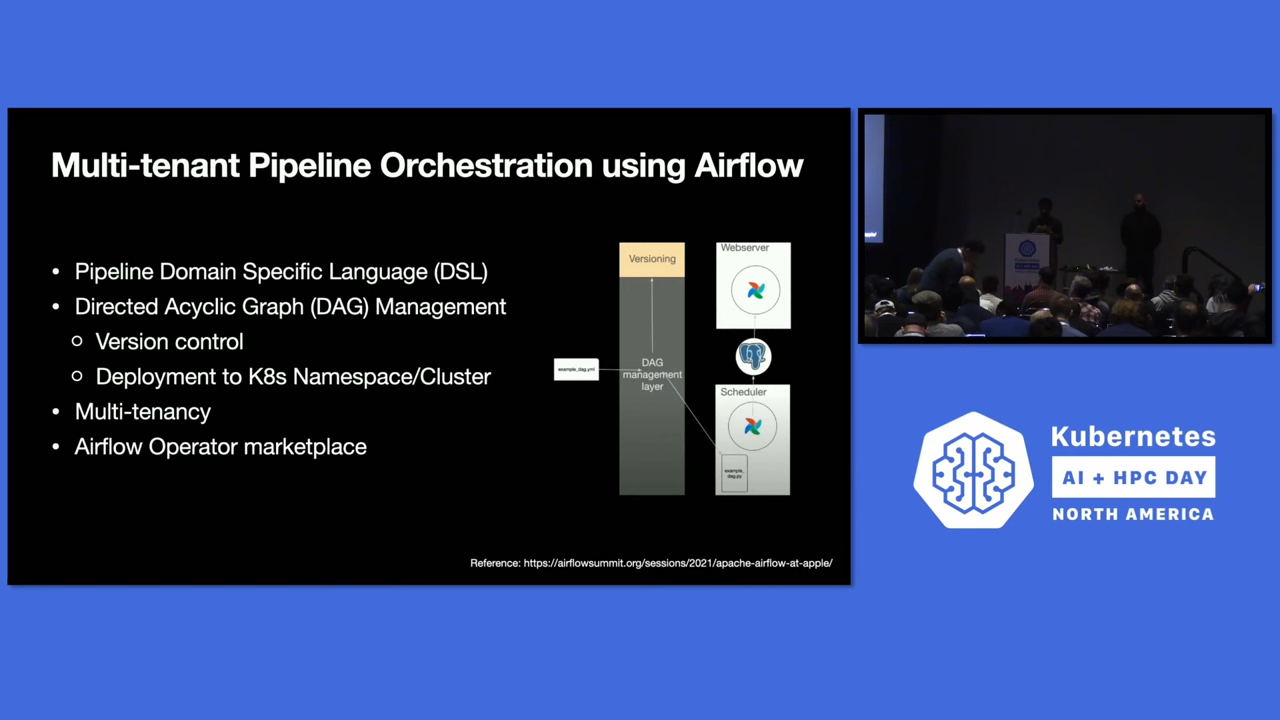 Multi-tenant Pipeline Orchestration using Airflow
• Pipeline Domain Specific Language (DSL)
• Directed Acyclic Graph (DAG) Management
Version control
Deployment to K8s Namespace/Cluster
• Multi-tenancy
• Airflow Operator marketplace
Versioning
DAG
management
layer
example_dag.yml
Webserver
Scheduler
example_
dag.py
Reference: https://airflowsummit.org/sessions/2021/apache-airflow-at-apple/
Kubernetes
AI + HPC DAY
NORTH AMERICA